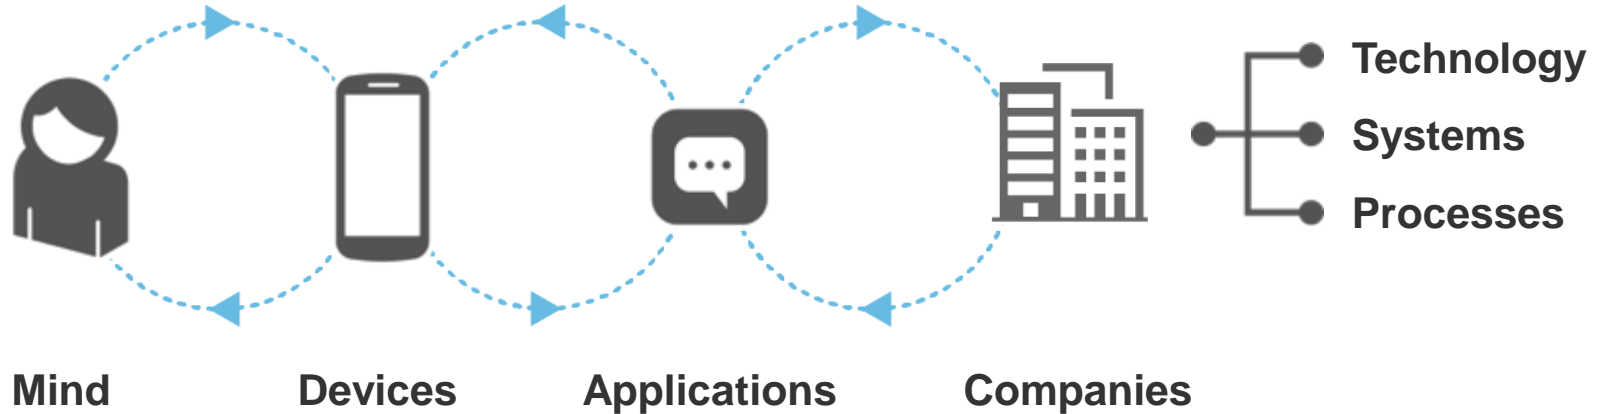 Technology
Systems
Processes
Mind Devices Applications Companies